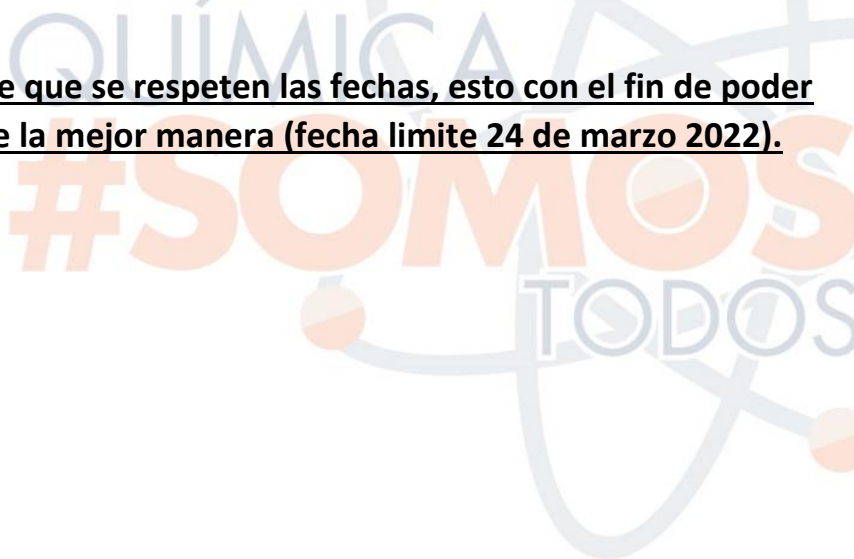 QUÍMICA
e que se respeten las fechas, esto con el fin de poder
e la mejor manera (fecha limite 24 de marzo 2022).
#SOMOS
TODOS